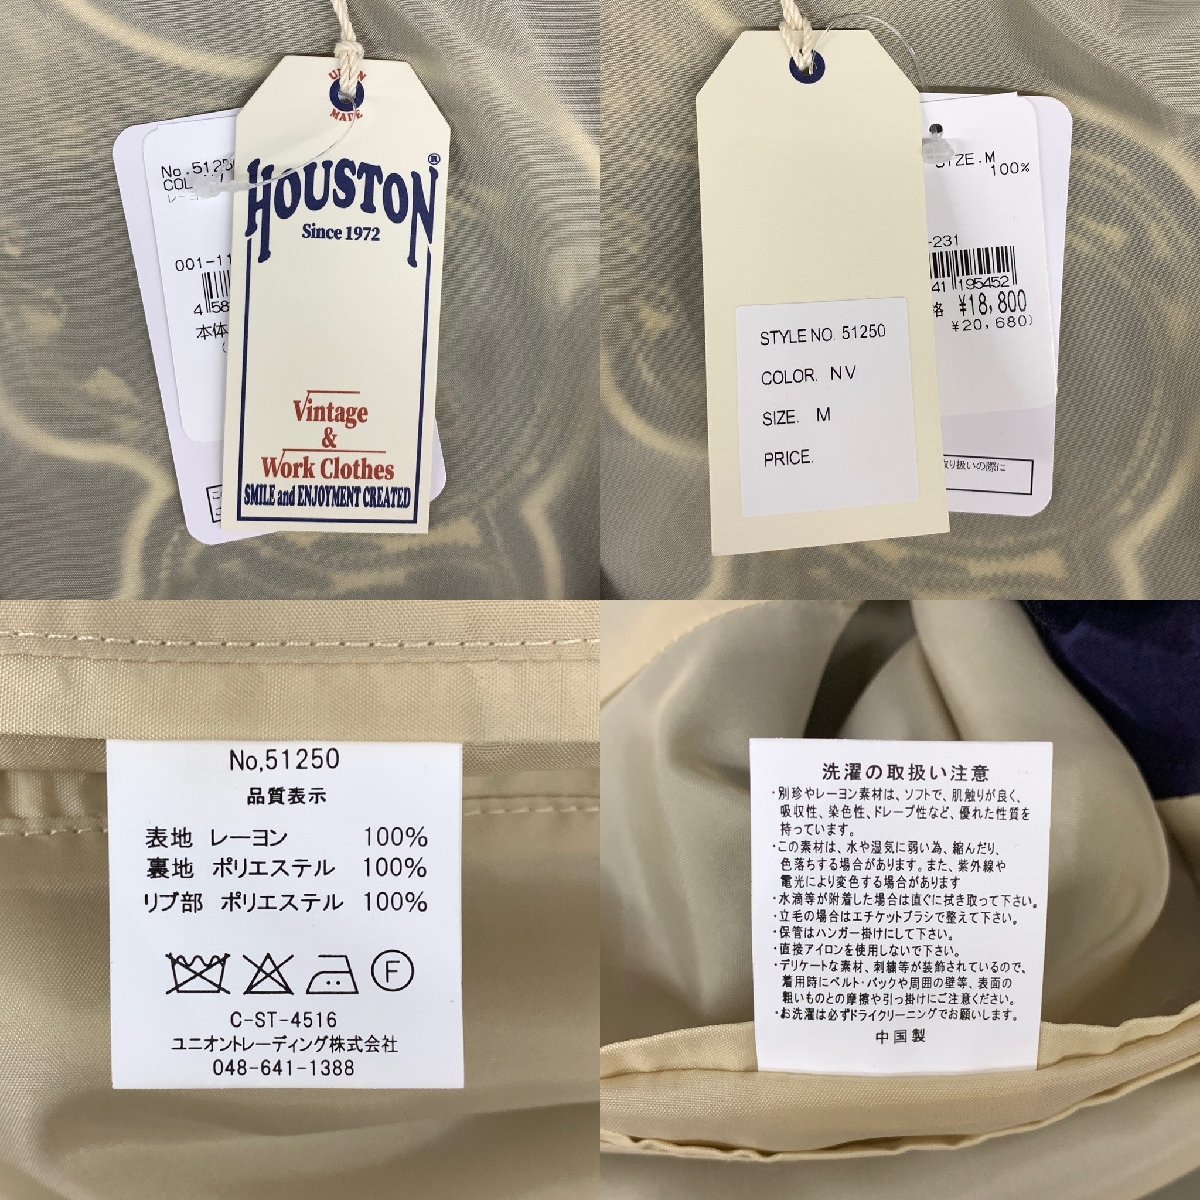 UNION
MADE
HOUSTON®
Since 1972
Vintage
&
Work Clothes
SMILE and ENJOYMENT CREATED
No.5125
COL.
001-11
4 58
本体
SIZE.M
100%
-231
41 195452
格 ¥18,800
¥20,680)
取り扱いの際に
STYLE NO. 51250
COLOR. NV
SIZE. M
PRICE.
No,51250
品質表示
表地 レーヨン 100%
裏地 ポリエステル 100%
リブ部 ポリエステル 100%
F
C-ST-4516
ユニオントレーディング株式会社
048-641-1388
洗濯の取扱い注意
・別珍やレーヨン素材は、ソフトで、肌触りが良く、
吸収性、染色性、ドレープ性など、優れた性質を
持っています。
・この素材は、水や湿気に弱い為、縮んだり、
色落ちする場合があります。また、紫外線や
電光により変色する場合があります
・水滴等が附着した場合は直ぐに拭き取って下さい。
・立毛の場合はエチケットブラシで整えて下さい。
・保管はハンガー掛けにして下さい。
・直接アイロンを使用しないで下さい。
・デリケートな素材、刺繍等が装飾されているので、
着用時にベルト・バックや周囲の壁等、表面の
粗いものとの摩擦や引っ掛けにご注意ください。
・お洗濯は必ずドライクリーニングでお願いします。
中国製